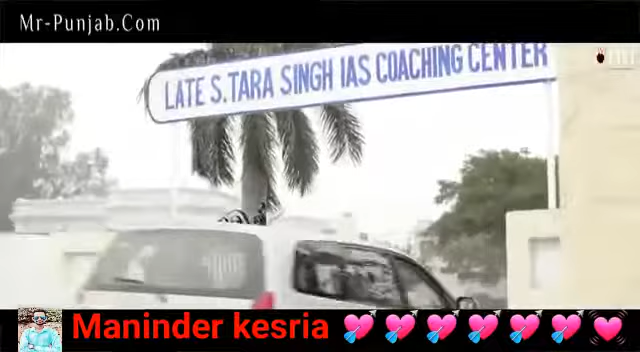 Mr-Punjab.Com
LATE S.TARA SINGH IAS COACHING CENTER
Maninder kesria 💘💘💘💘💘💘💓